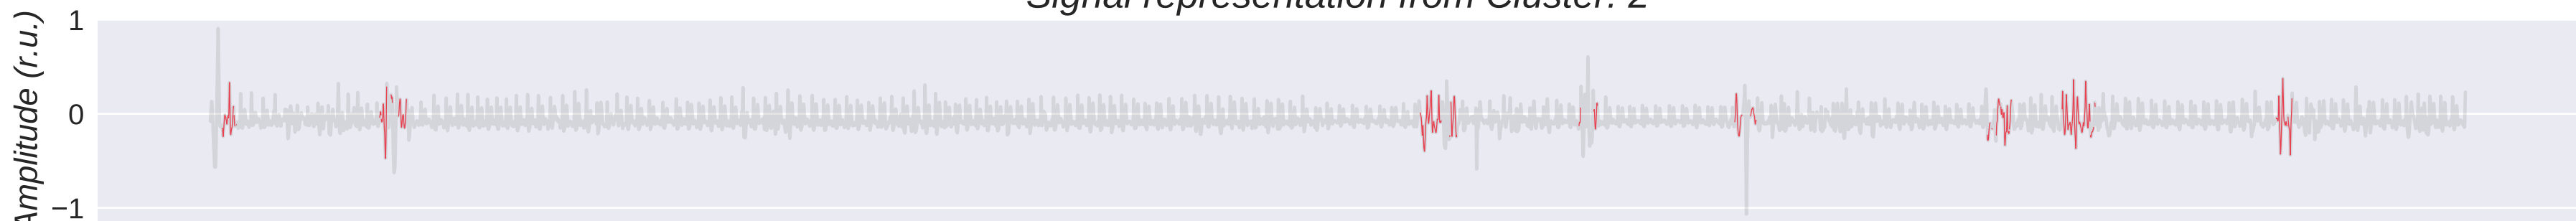 Signal representation from Cluster: 2
Amplitude (r.u.)
1
0
−1